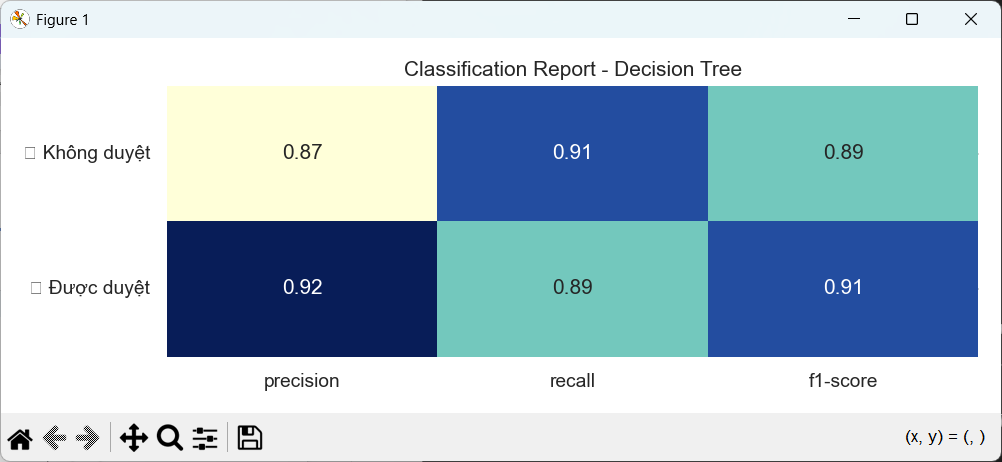 Figure 1
Classification Report - Decision Tree
Không duyệt 0.87 0.91 0.89
Được duyệt 0.92 0.89 0.91
precision recall f1-score
(x, y) = (, )